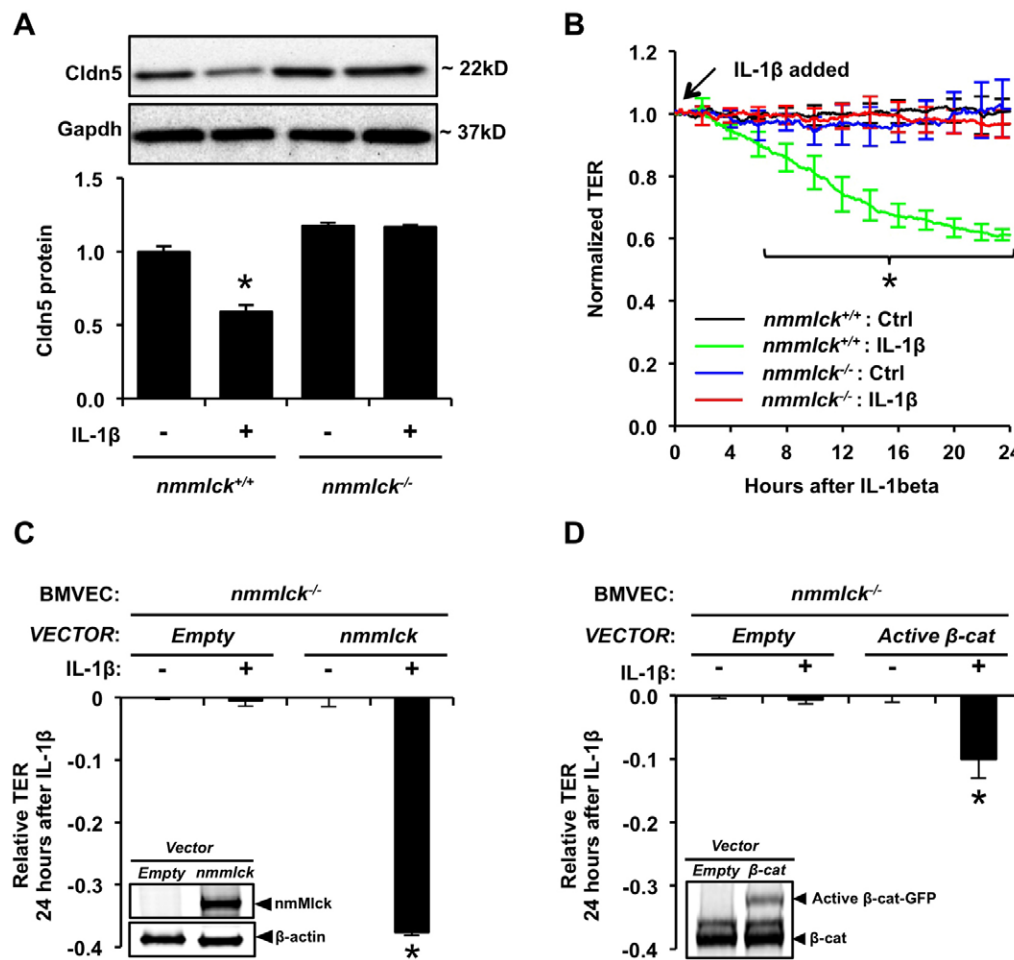 A
Cldn5
~ 22kD
Gapdh
~ 37kD
Cldn5 protein
1.5
1.0
0.5
0.0
*
IL-1β - + - +
nmmlck+/+ nmmlck-/-
B
Normalized TER
1.2
1.0
0.8
0.6
0.4
0.2
0.0
IL-1β added
*
nmmlck+/+ : Ctrl
nmmlck+/+ : IL-1β
nmmlck-/- : Ctrl
nmmlck-/- : IL-1β
0 4 8 12 16 20 24
Hours after IL-1beta
C
BMVEC: nmmlck-/-
VECTOR: Empty nmmlck
IL-1β: - + - +
Relative TER
24 hours after IL-1β
0
-0.1
-0.2
-0.3
-0.4
*
Vector
Empty nmmlck
nmMlck
β-actin
D
BMVEC: nmmlck-/-
VECTOR: Empty Active β-cat
IL-1β: - + - +
Relative TER
24 hours after IL-1β
0.0
-0.1
-0.2
-0.3
-0.4
*
Vector
Empty β-cat
Active β-cat-GFP
β-cat